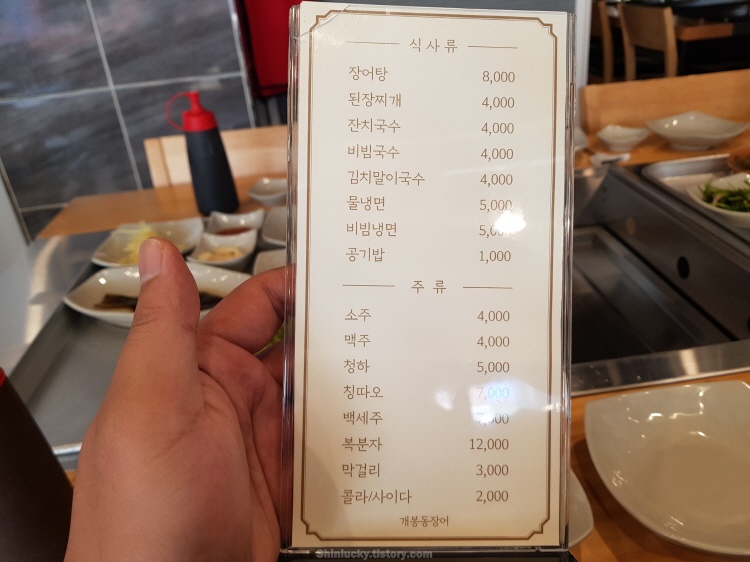 식사류
장어탕 8,000
된장찌개 4,000
잔치국수 4,000
비빔국수 4,000
김치말이국수 4,000
물냉면 5,000
비빔냉면
공기밥 1,000
주 류
소주 4,000
맥주 4,000
청하 5,000
칭따오 7,000
백세주
복분자 12,000
막걸리 3,000
콜라/사이다 2,000
개봉동장어
Shinlucky.tistory.com